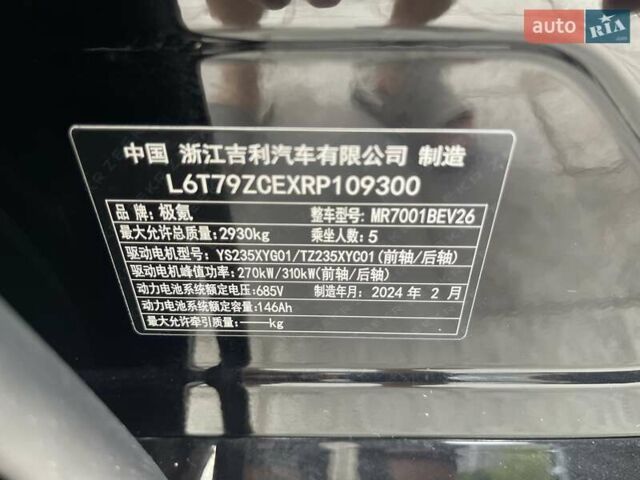 auto RIA.com
中国 浙江吉利汽车有限公司 制造
L6T79ZCEXRP109300
品牌:极氪 整车型号:MR7001BEV26
最大允许总质量:2930kg 乘坐人数:5
驱动电机型号:YS235XYG01/TZ235XYC01(前轴/后轴)
驱动电机峰值功率:270kW/310kW(前轴/后轴)
动力电池系统额定电压:685V 制造年月:2024 年 2 月
动力电池系统额定容量:146Ah
最大允许牵引质量:——kg